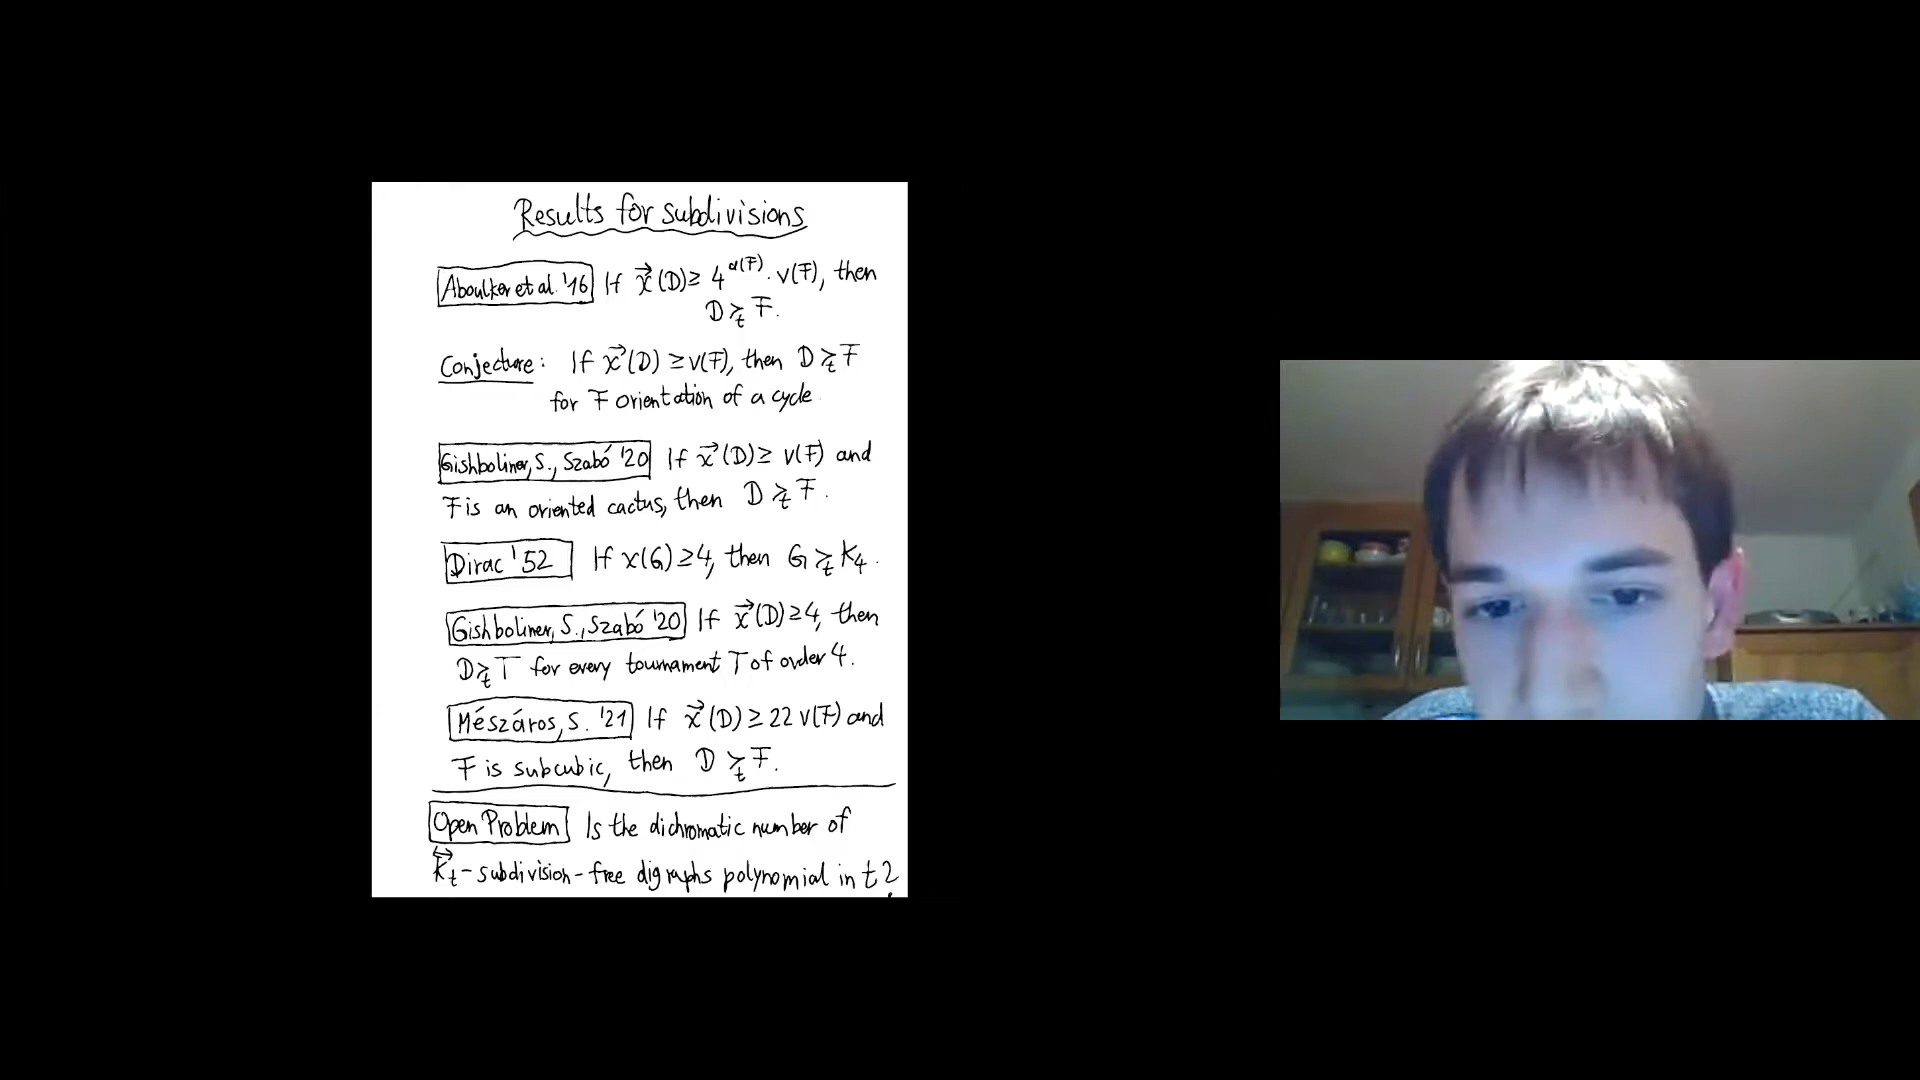 Results for subdivisions
Aboulker et al. '16 If χ⃗(D) ≥ 4^α(F) · v(F), then
D ≽_t F.
Conjecture: If χ⃗(D) ≥ v(F), then D ≽_t F
for F orientation of a cycle.
Gishboliner, S., Szabó '20 If χ⃗(D) ≥ v(F) and
F is an oriented cactus, then D ≽_t F.
Dirac '52 If χ(G) ≥ 4, then G ≽_t K₄.
Gishboliner, S., Szabó '20 If χ⃗(D) ≥ 4, then
D ≽_t T for every tournament T of order 4.
Mészáros, S. '21 If χ⃗(D) ≥ 22 v(F) and
F is subcubic, then D ≽_t F.
Open Problem Is the dichromatic number of
K⃡_t-subdivision-free digraphs polynomial in t?